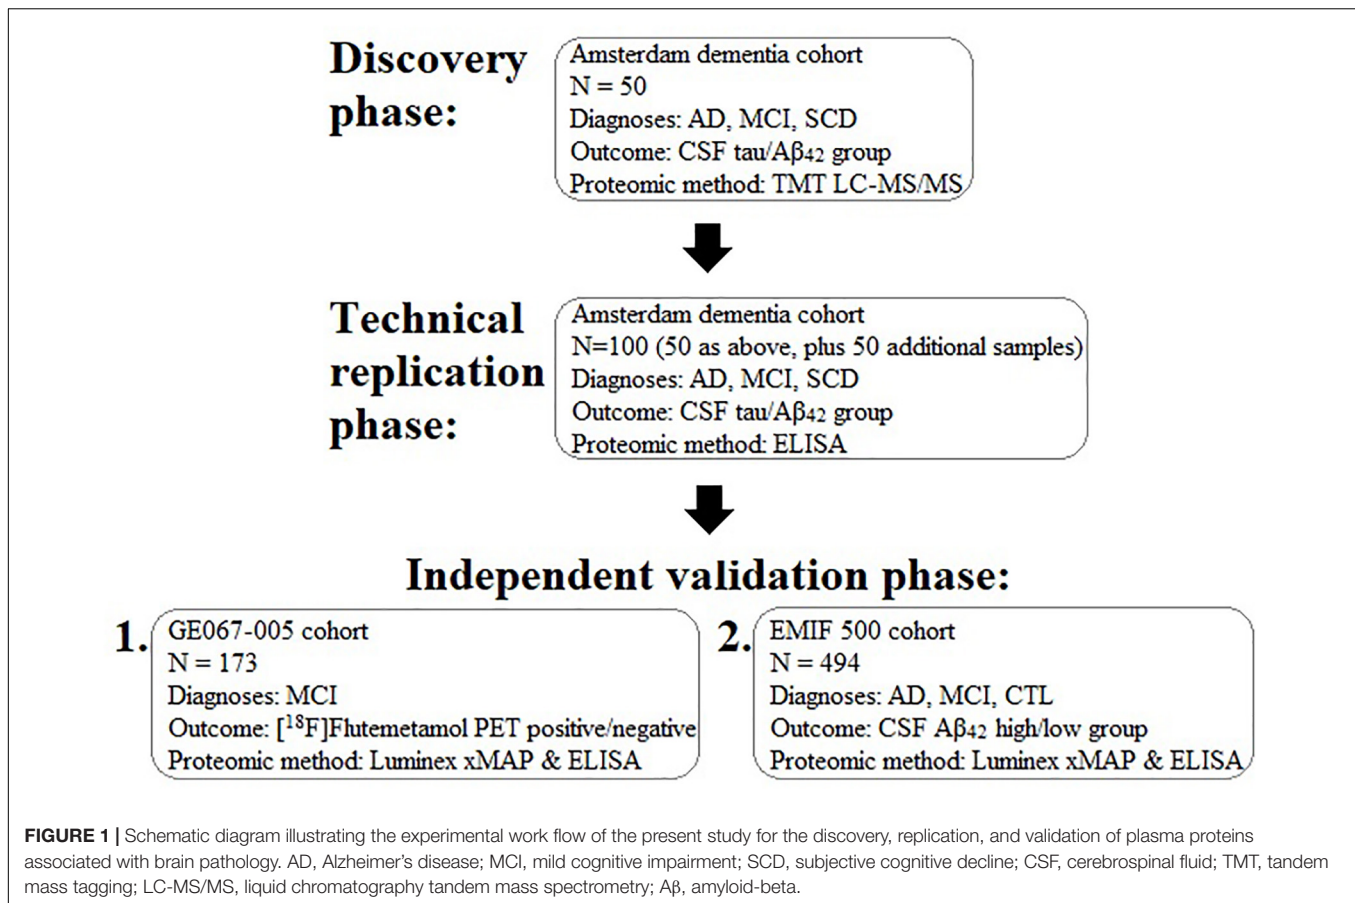 Discovery
phase:
Amsterdam dementia cohort
N = 50
Diagnoses: AD, MCI, SCD
Outcome: CSF tau/Aβ₄₂ group
Proteomic method: TMT LC-MS/MS
Technical
replication
phase:
Amsterdam dementia cohort
N=100 (50 as above, plus 50 additional samples)
Diagnoses: AD, MCI, SCD
Outcome: CSF tau/Aβ₄₂ group
Proteomic method: ELISA
Independent validation phase:
1.
GE067-005 cohort
N = 173
Diagnoses: MCI
Outcome: [¹⁸F]Flutemetamol PET positive/negative
Proteomic method: Luminex xMAP & ELISA
2.
EMIF 500 cohort
N = 494
Diagnoses: AD, MCI, CTL
Outcome: CSF Aβ₄₂ high/low group
Proteomic method: Luminex xMAP & ELISA
FIGURE 1 | Schematic diagram illustrating the experimental work flow of the present study for the discovery, replication, and validation of plasma proteins
associated with brain pathology. AD, Alzheimer's disease; MCI, mild cognitive impairment; SCD, subjective cognitive decline; CSF, cerebrospinal fluid; TMT, tandem
mass tagging; LC-MS/MS, liquid chromatography tandem mass spectrometry; Aβ, amyloid-beta.